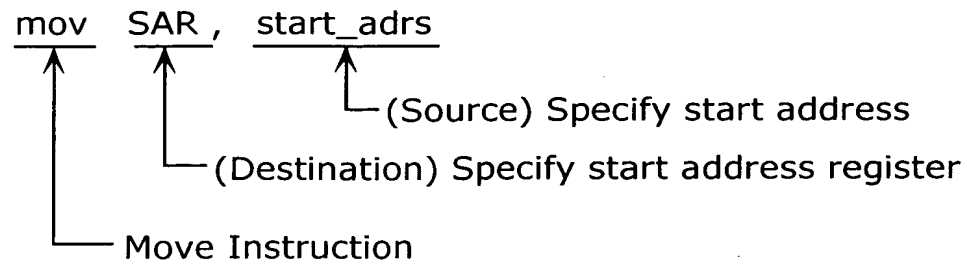 mov SAR , start_adrs
(Source) Specify start address
(Destination) Specify start address register
Move Instruction